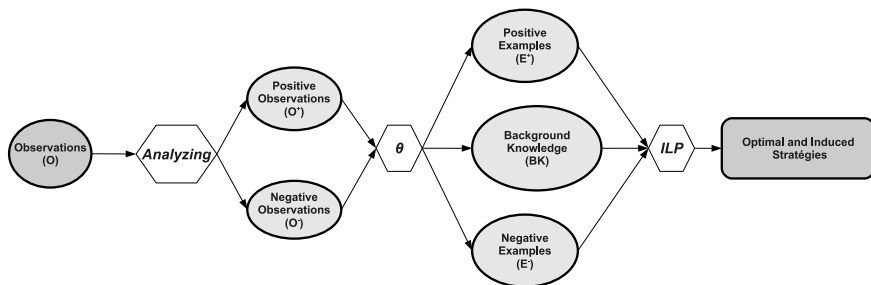 Observations
(O)
Analyzing
Positive
Observations
(O⁺)
Negative
Observations
(O⁻)
θ
Positive
Examples
(E⁺)
Background
Knowledge
(BK)
Negative
Examples
(E⁻)
ILP
Optimal and Induced
Stratégies